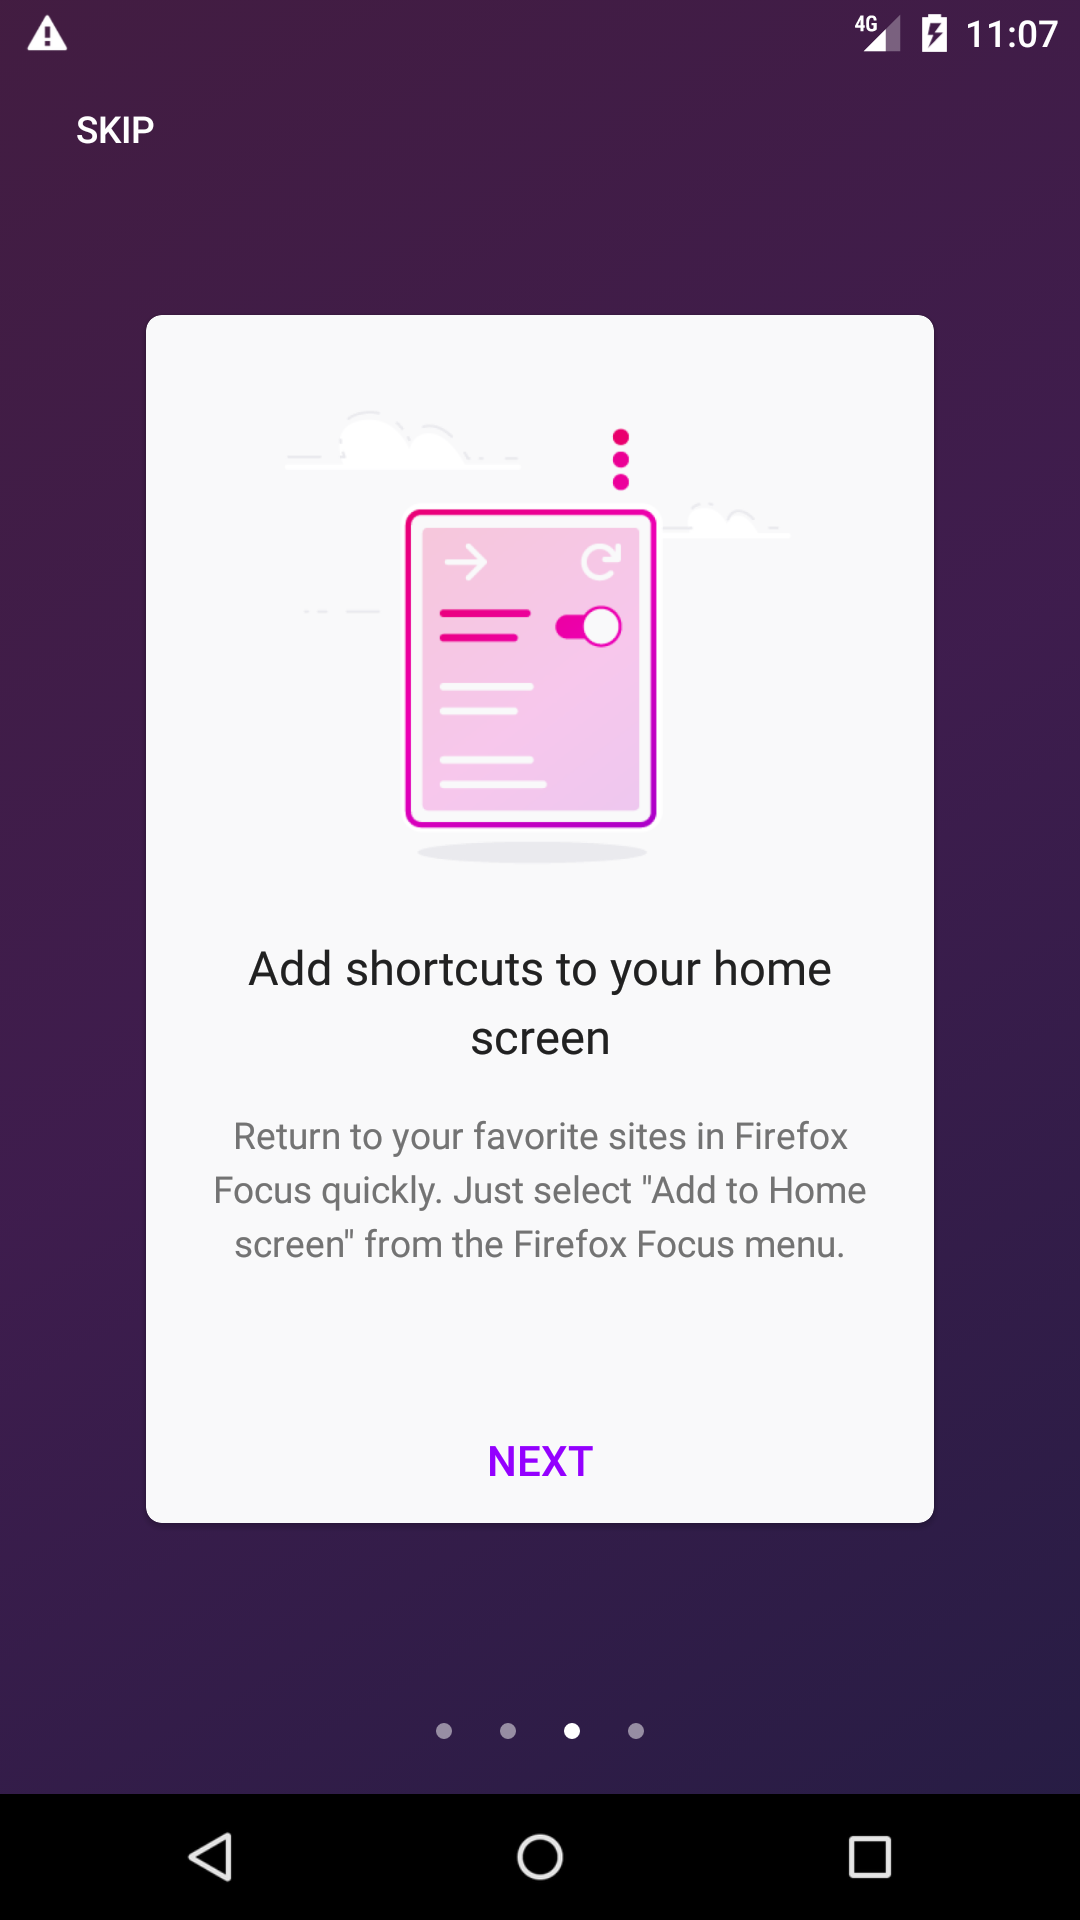 4G 11:07
SKIP
Add shortcuts to your home
screen
Return to your favorite sites in Firefox
Focus quickly. Just select "Add to Home
screen" from the Firefox Focus menu.
NEXT